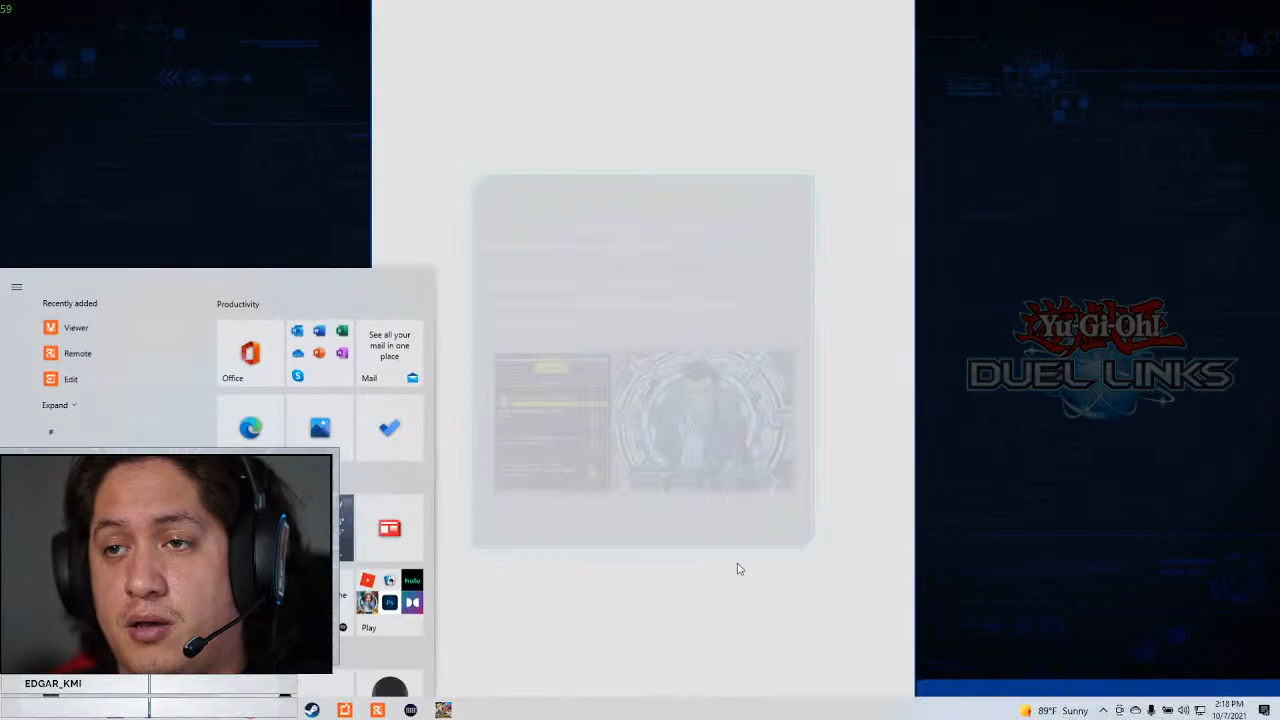 59
Yu-Gi-Oh!
DUEL LINKS
Recently added
Viewer
Remote
Edit
Expand
#
Productivity
Office
See all your
mail in one
place
Mail
hulu
Ps
Play
EDGAR_KMI
89°F Sunny
2:18 PM
10/7/2021